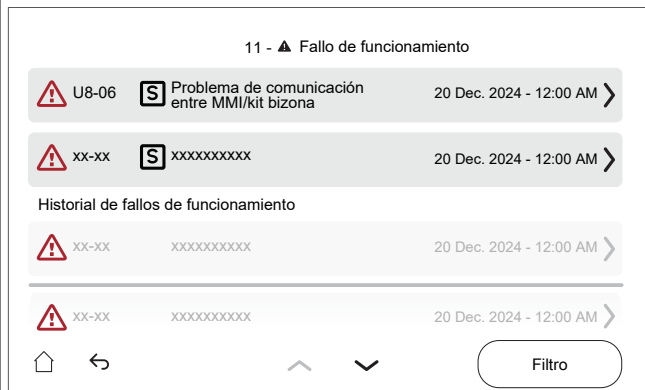 11 - Fallo de funcionamiento
U8-06 S Problema de comunicación
entre MMI/kit bizona 20 Dec. 2024 - 12:00 AM
xx-xx S xxxxxxxxxx 20 Dec. 2024 - 12:00 AM
Historial de fallos de funcionamiento
xx-xx xxxxxxxxxx 20 Dec. 2024 - 12:00 AM
xx-xx xxxxxxxxxx 20 Dec. 2024 - 12:00 AM
Filtro